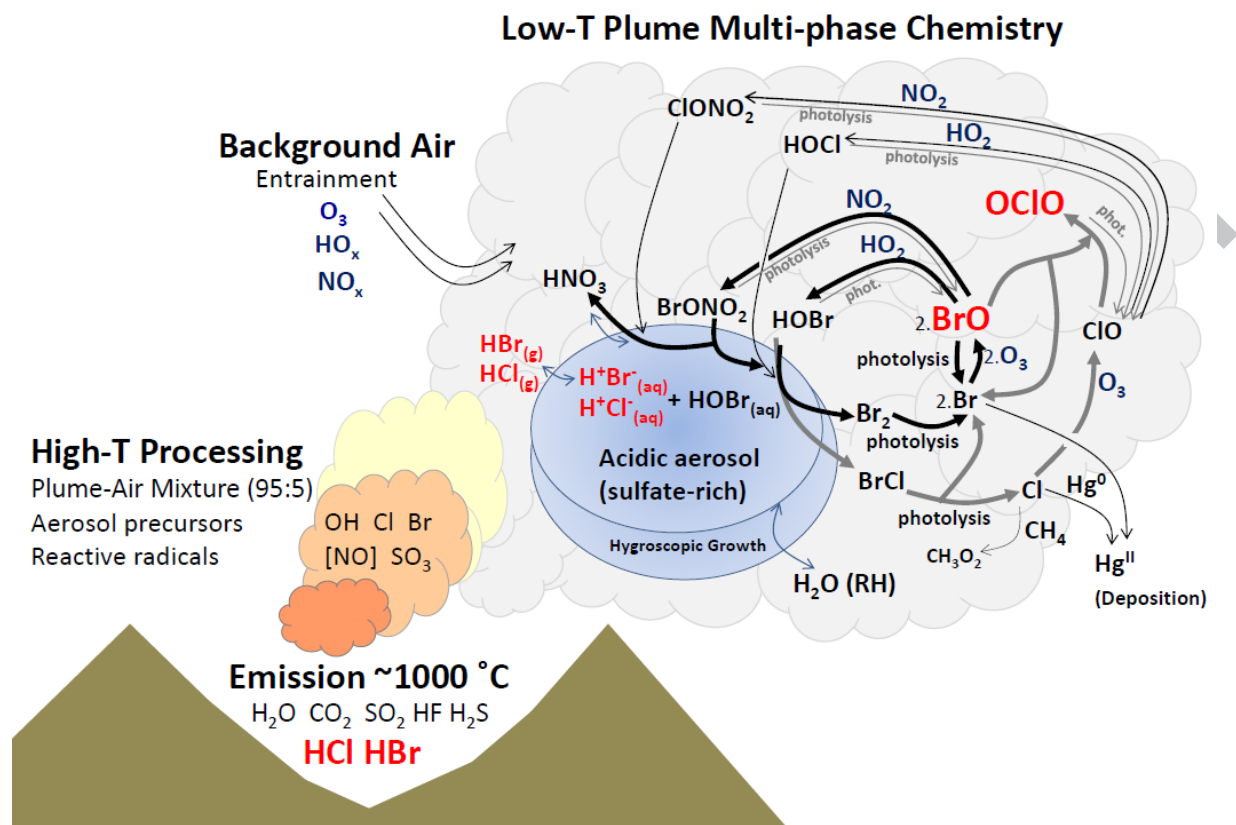 Low-T Plume Multi-phase Chemistry
ClONO₂
NO₂
photolysis
HOCl
HO₂
photolysis
Background Air
Entrainment
O₃
HOₓ
NOₓ
NO₂
photolysis
HO₂
phot.
OClO
phot.
HNO₃
BrONO₂
HOBr
2.BrO
ClO
HBr(g)
HCl(g)
H⁺Br⁻(aq)
H⁺Cl⁻(aq)
+ HOBr(aq)
photolysis
2.O₃
O₃
2.Br
Br₂
photolysis
Acidic aerosol
(sulfate-rich)
BrCl
photolysis
Cl
Hg⁰
CH₄
CH₃O₂
Hygroscopic Growth
H₂O (RH)
Hgᴵᴵ
(Deposition)
High-T Processing
Plume-Air Mixture (95:5)
Aerosol precursors
Reactive radicals
OH Cl Br
[NO] SO₃
Emission ~1000 ˚C
H₂O CO₂ SO₂ HF H₂S
HCl HBr